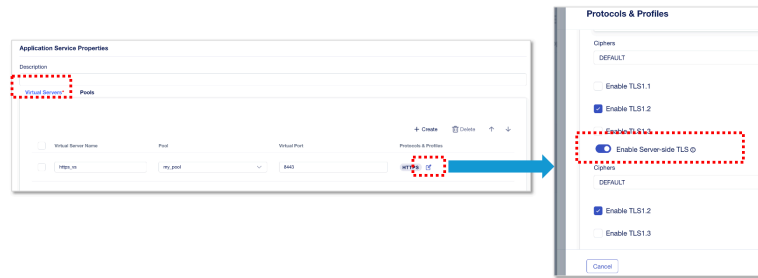 Application Service Properties
Description
Virtual Servers* Pools
+ Create Delete
Virtual Server Name Pool Virtual Port Protocols & Profiles
https_vs my_pool 8443 HTTPS
Protocols & Profiles
Ciphers
DEFAULT
Enable TLS1.1
Enable TLS1.2
Enable TLS1.3
Enable Server-side TLS
Ciphers
DEFAULT
Enable TLS1.2
Enable TLS1.3
Cancel